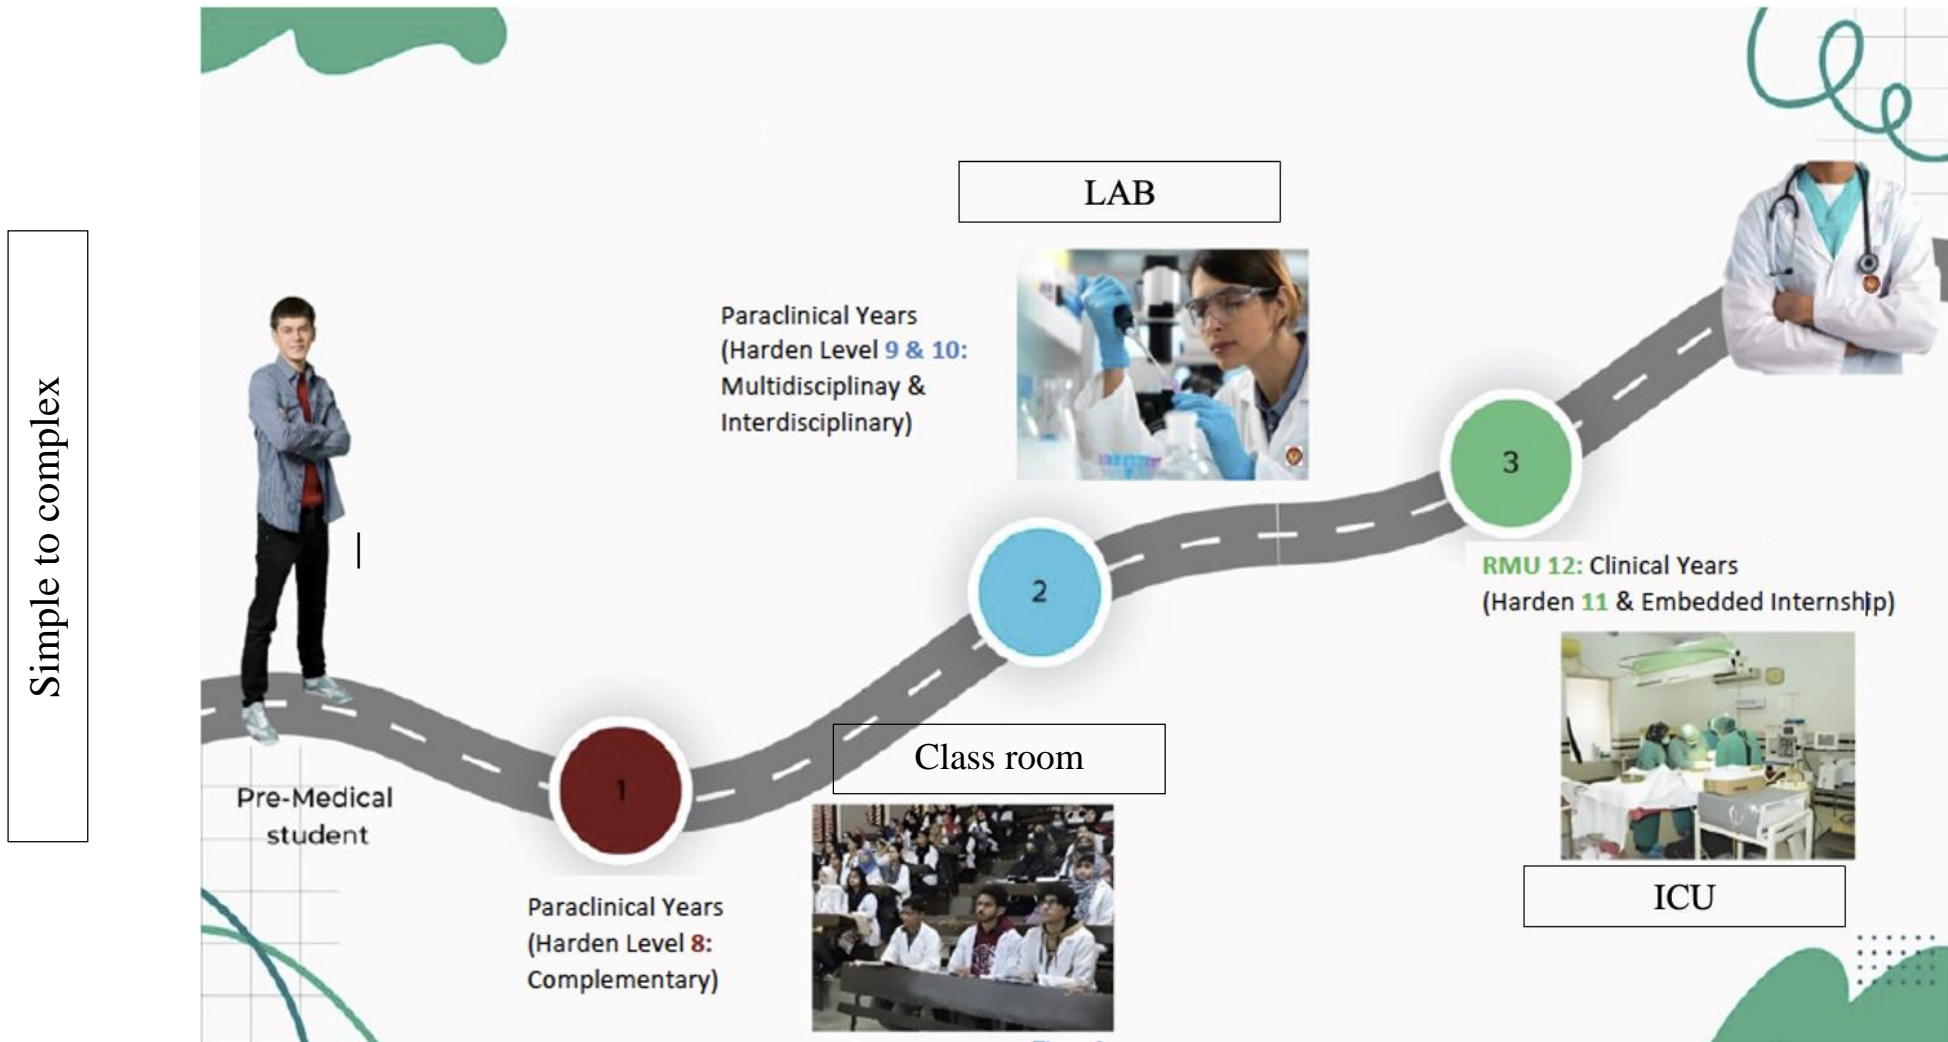 Simple to complex
Pre-Medical
student
1
Paraclinical Years
(Harden Level 8:
Complementary)
Class room
2
Paraclinical Years
(Harden Level 9 & 10:
Multidisciplinay &
Interdisciplinary)
LAB
3
RMU 12: Clinical Years
(Harden 11 & Embedded Internship)
ICU